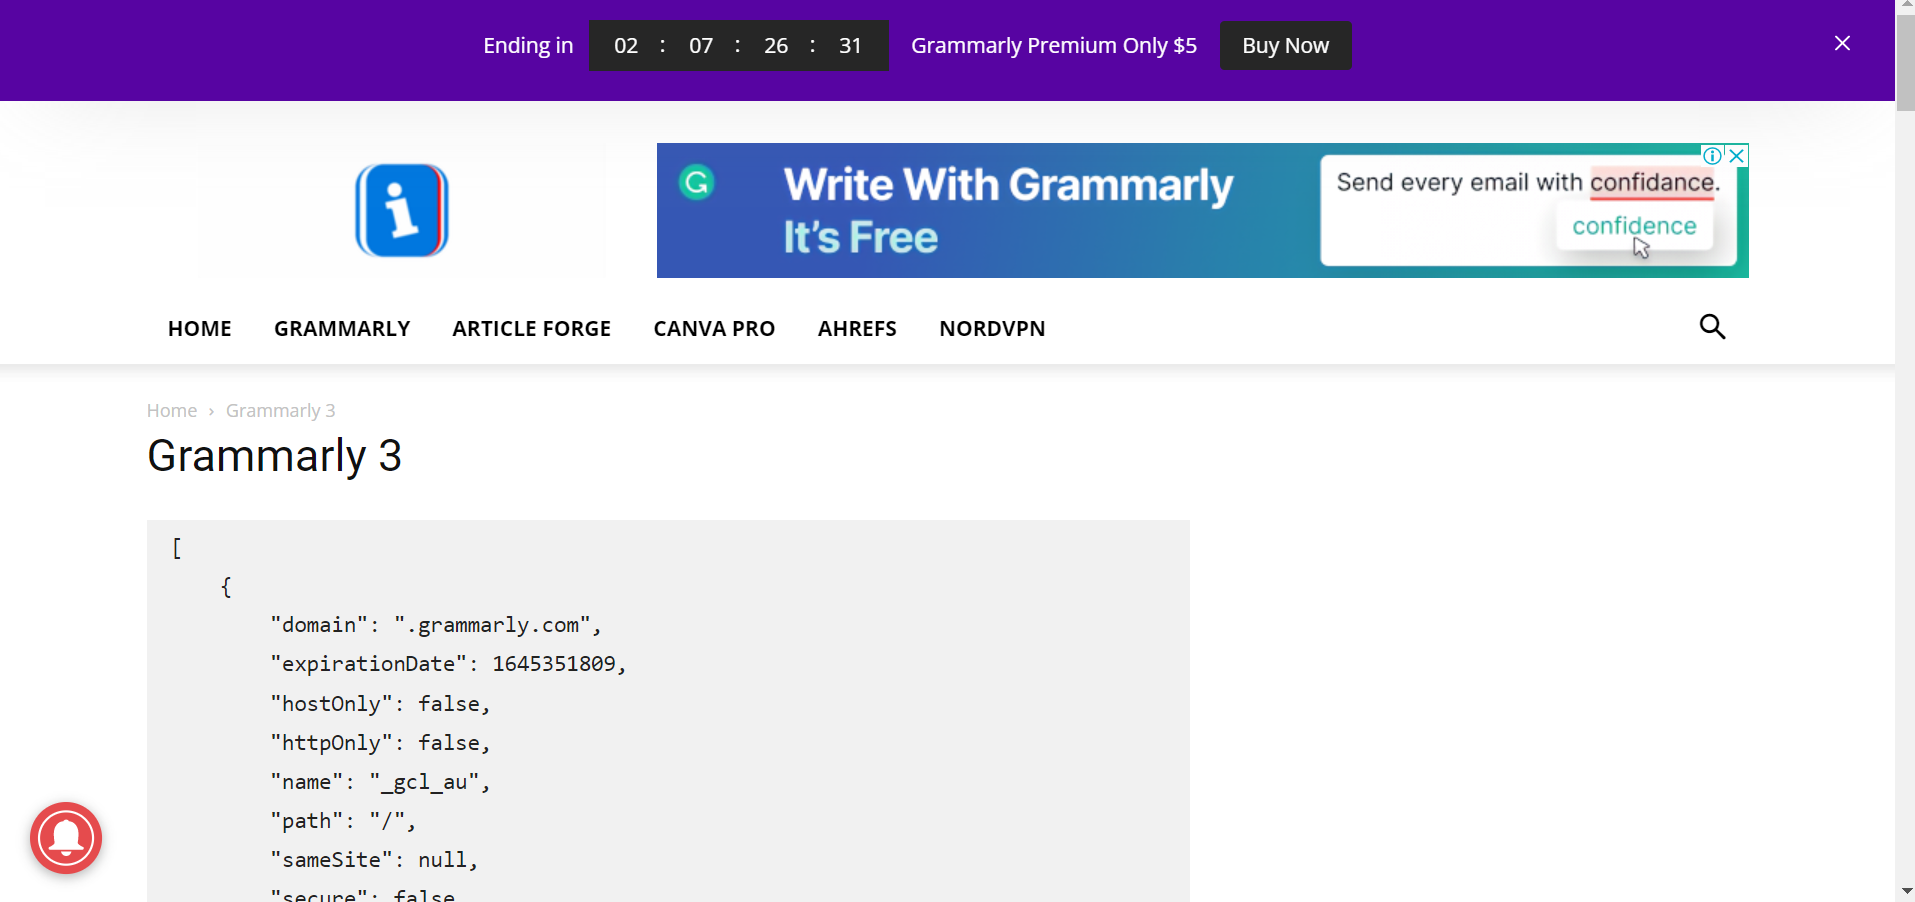 Ending in 02 : 07 : 26 : 31 Grammarly Premium Only $5 Buy Now
Write With Grammarly
It's Free
Send every email with confidance.
confidence
HOME GRAMMARLY ARTICLE FORGE CANVA PRO AHREFS NORDVPN
Home › Grammarly 3
Grammarly 3
[
{
"domain": ".grammarly.com",
"expirationDate": 1645351809,
"hostOnly": false,
"httpOnly": false,
"name": "_gcl_au",
"path": "/",
"sameSite": null,
"secure": false